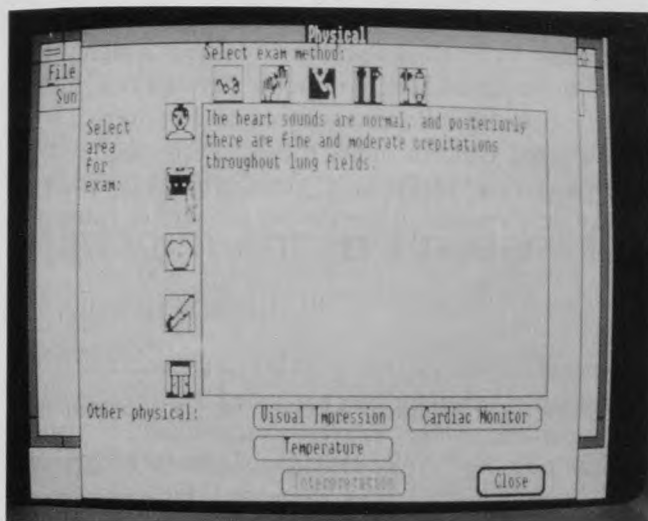 Physical
File
Sun
Select exam method:
Select
area
for
exam:
The heart sounds are normal, and posteriorly
there are fine and moderate crepitations
throughout lung fields.
Other physical:
Visual Impression
Cardiac Monitor
Temperature
Interpretation
Close